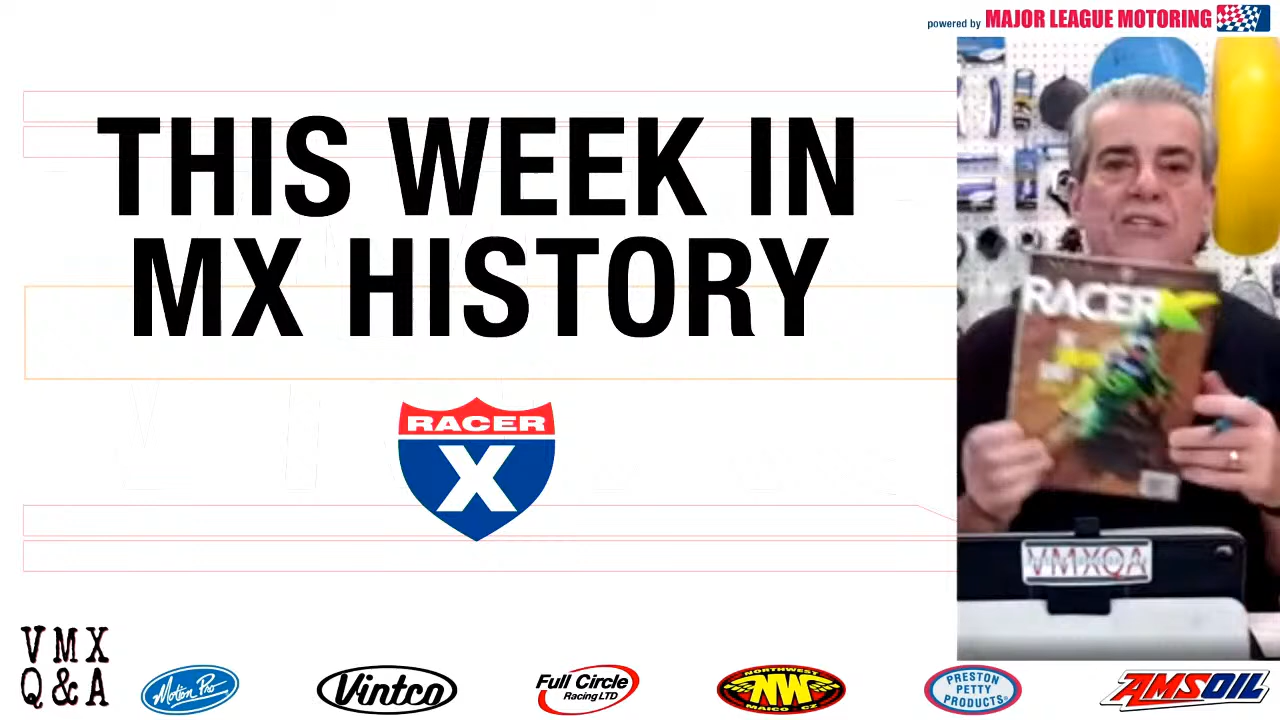 powered by MAJOR LEAGUE MOTORING
THIS WEEK IN
MX HISTORY
RACER
X
RACER X
VMXQA
VMX
Q&A
Motion Pro
Vintco
Full Circle
Racing LTD
NORTHWEST
NW
MAICO - CZ
PRESTON
PETTY
PRODUCTS®
AMSOIL